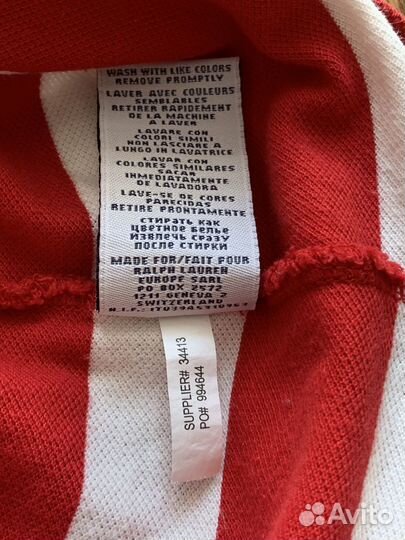 WASH WITH LIKE COLORS
REMOVE PROMPTLY
LAVER AVEC COULEURS
SEMBLABLES
RETIRER RAPIDEMENT
DE LA MACHINE
A LAVER
LAVARE CON
COLORI SIMILI
NON LASCIARE A
LUNGO IN LAVATRICE
LAVAR CON
COLORES SIMILARES
SACAR
INMEDIATAMENTE
DE LAVADORA
LAVE-SE DE CORES
PARECIDAS
RETIRE PRONTAMENTE
СТИРАТЬ КАК
ЦВЕТНОЕ БЕЛЬЕ
ИЗВЛЕЧЬ СРАЗУ
ПОСЛЕ СТИРКИ
MADE FOR/FAIT POUR
RALPH LAUREN
EUROPE SARL
PO BOX 2572
1211 GENEVA 2
SWITZERLAND
SUPPLIER# 34413
PO# 994644
Avito